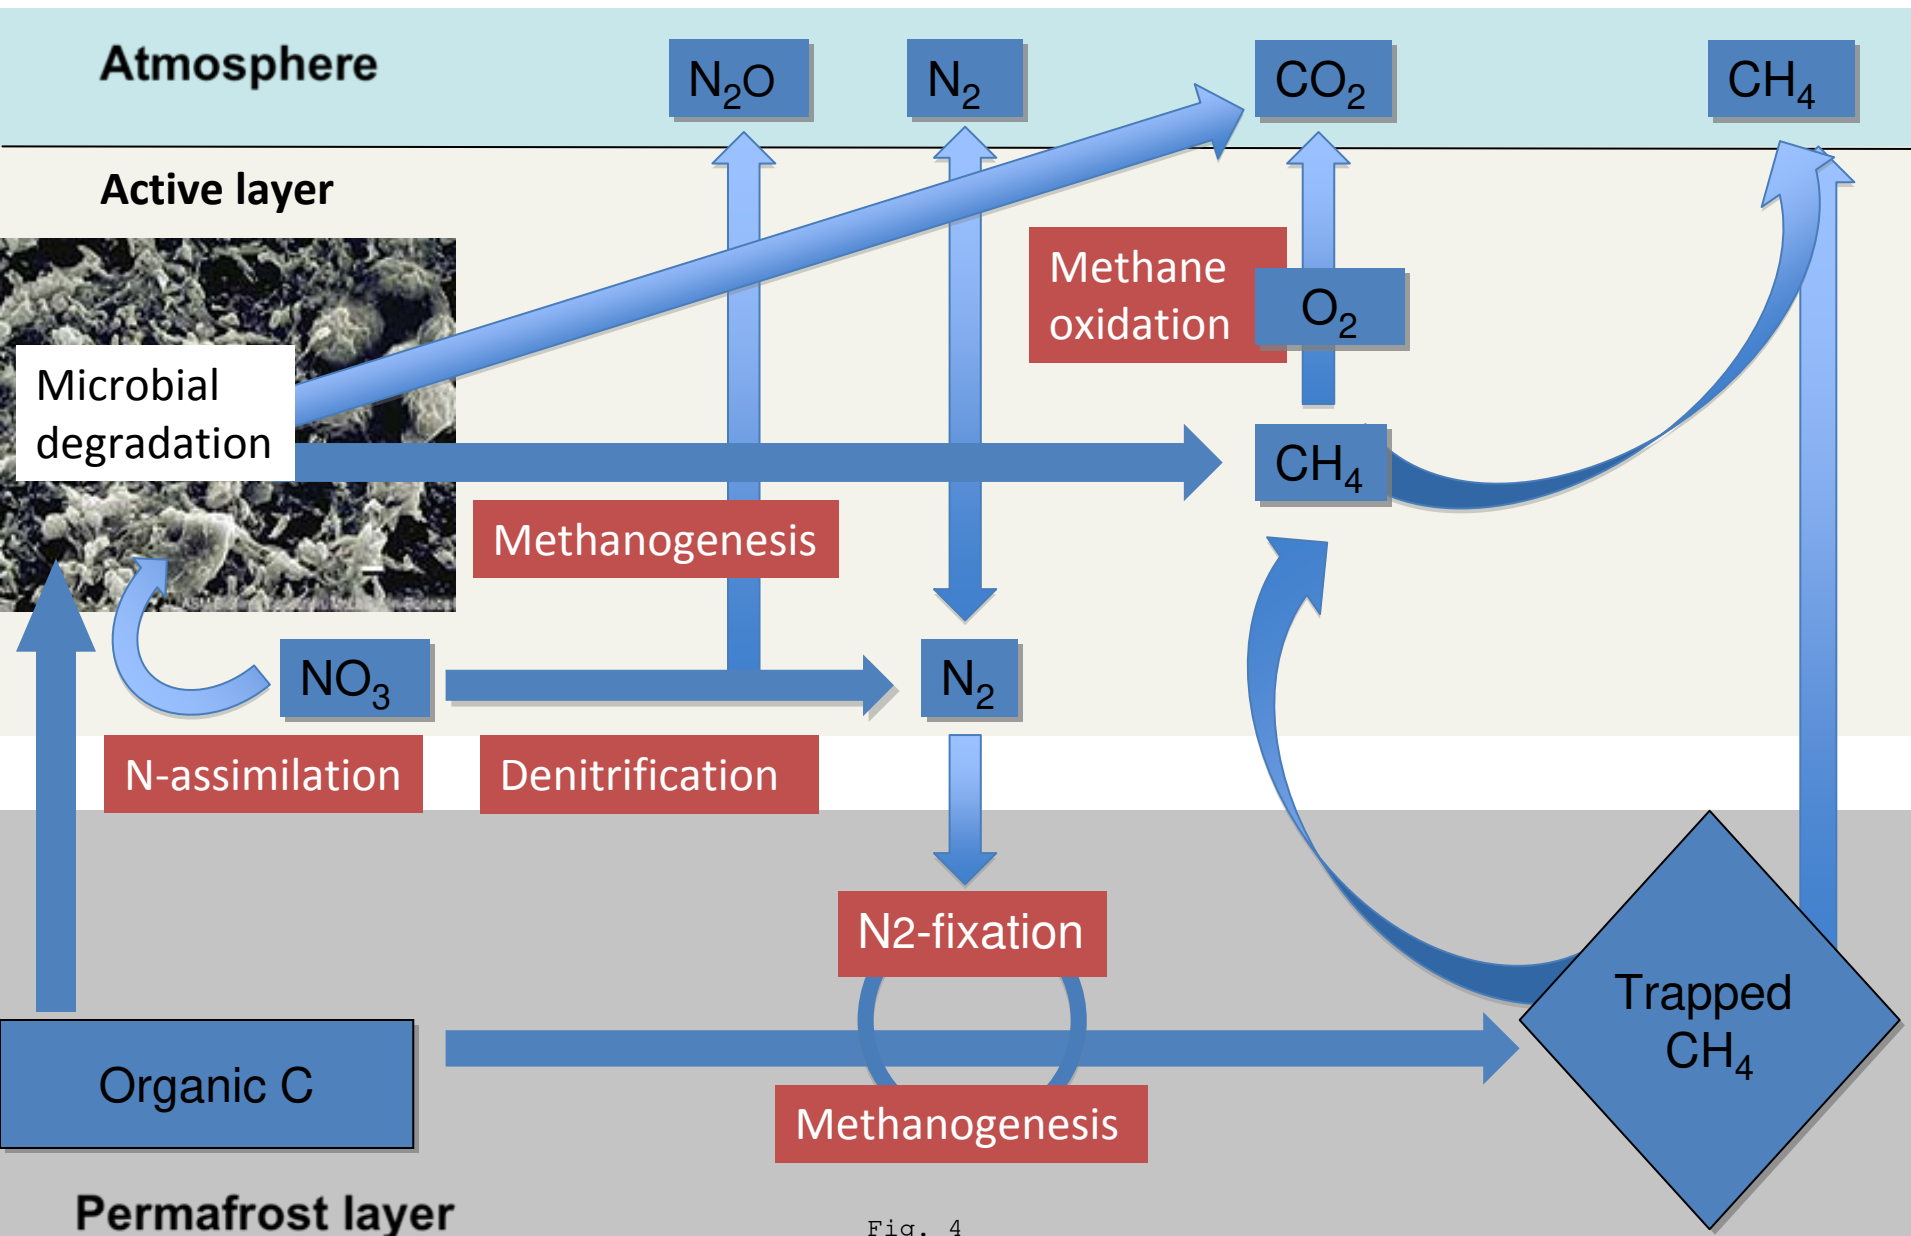 Atmosphere
N2O
N2
CO2
CH4
Active layer
Methane
oxidation
O2
Microbial
degradation
CH4
Methanogenesis
NO3
N2
N-assimilation
Denitrification
N2-fixation
Trapped
CH4
Organic C
Methanogenesis
Permafrost layer
Fig. 4